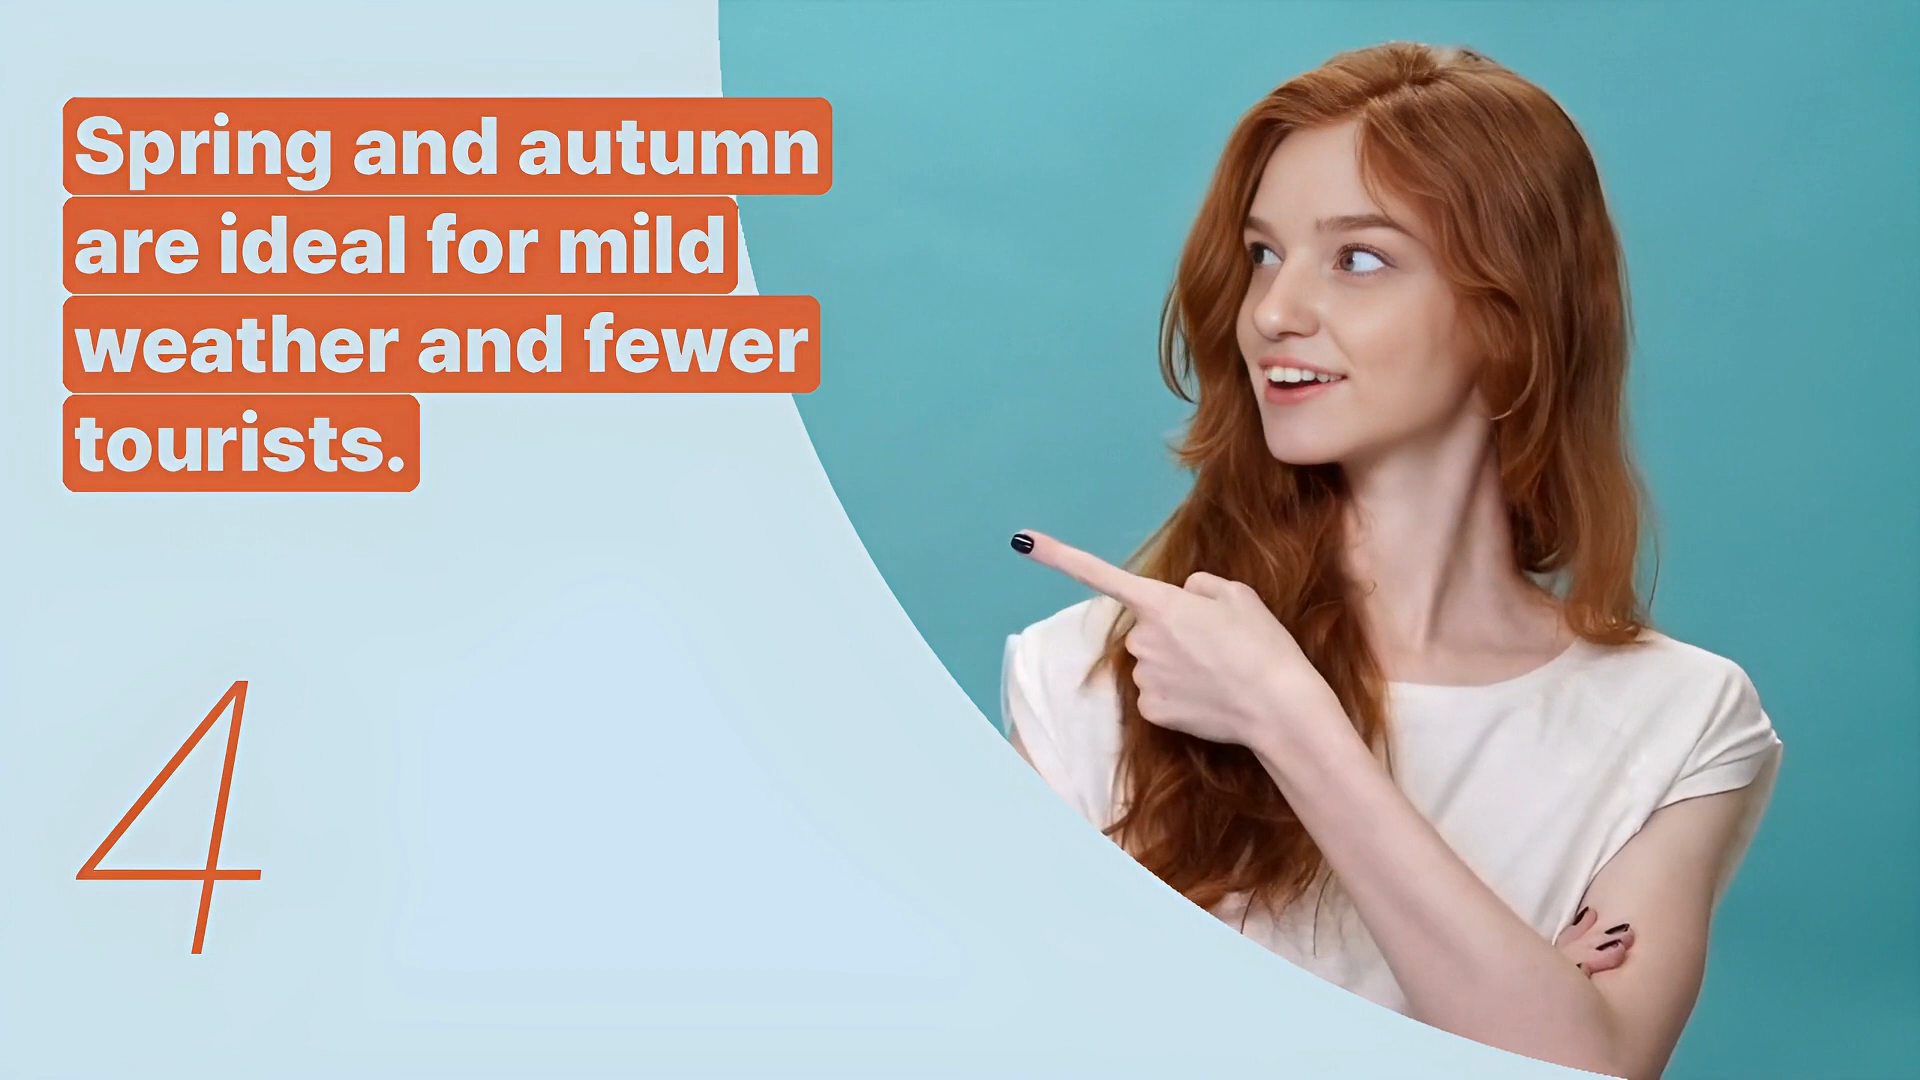 Spring and autumn
are ideal for mild
weather and fewer
tourists.
4